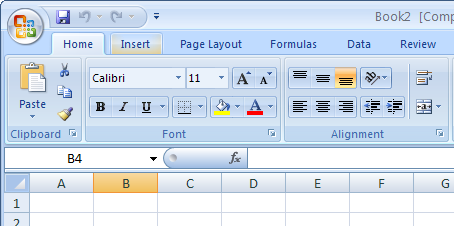 Book2 [Comp
Home Insert Page Layout Formulas Data Review
Calibri 11 A A
Paste B I U A
Clipboard Font Alignment
B4 fx
A B C D E F G
1
2